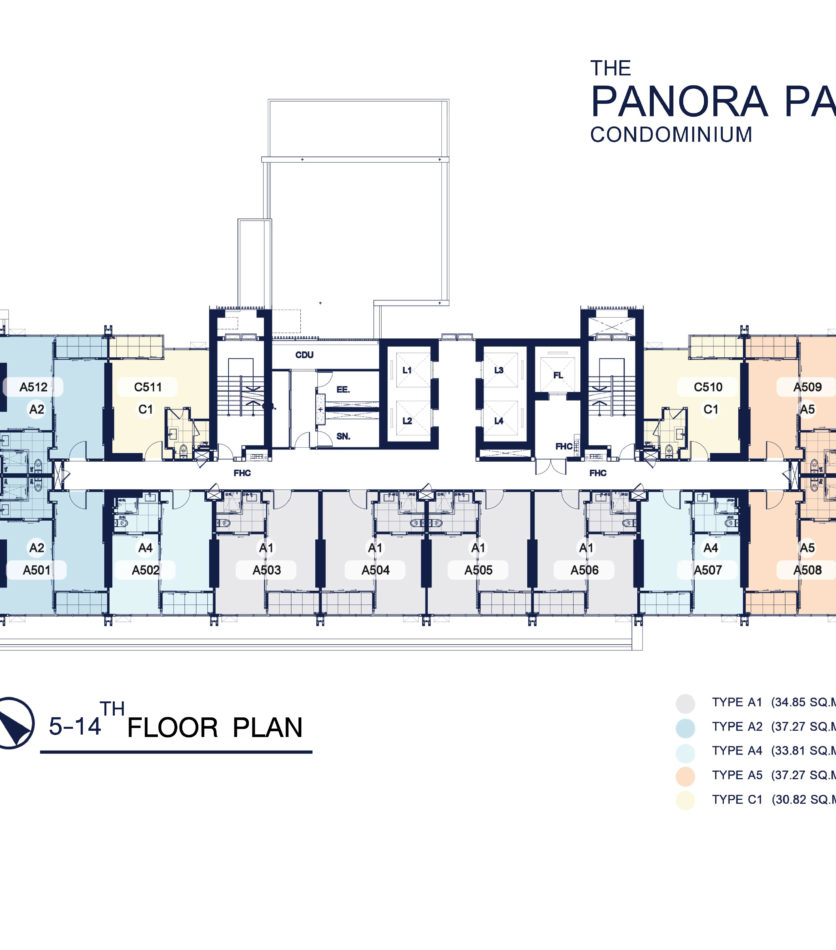 THE
PANORA PA
CONDOMINIUM
A512
A2
C511
C1
CDU
EE.
SN.
L1
L2
L3
L4
FL
FHC
FHC
FHC
C510
C1
A509
A5
A2
A501
A4
A502
A1
A503
A1
A504
A1
A505
A1
A506
A4
A507
A5
A508
5-14TH FLOOR PLAN
TYPE A1 (34.85 SQ.M
TYPE A2 (37.27 SQ.M
TYPE A4 (33.81 SQ.M
TYPE A5 (37.27 SQ.M
TYPE C1 (30.82 SQ.M